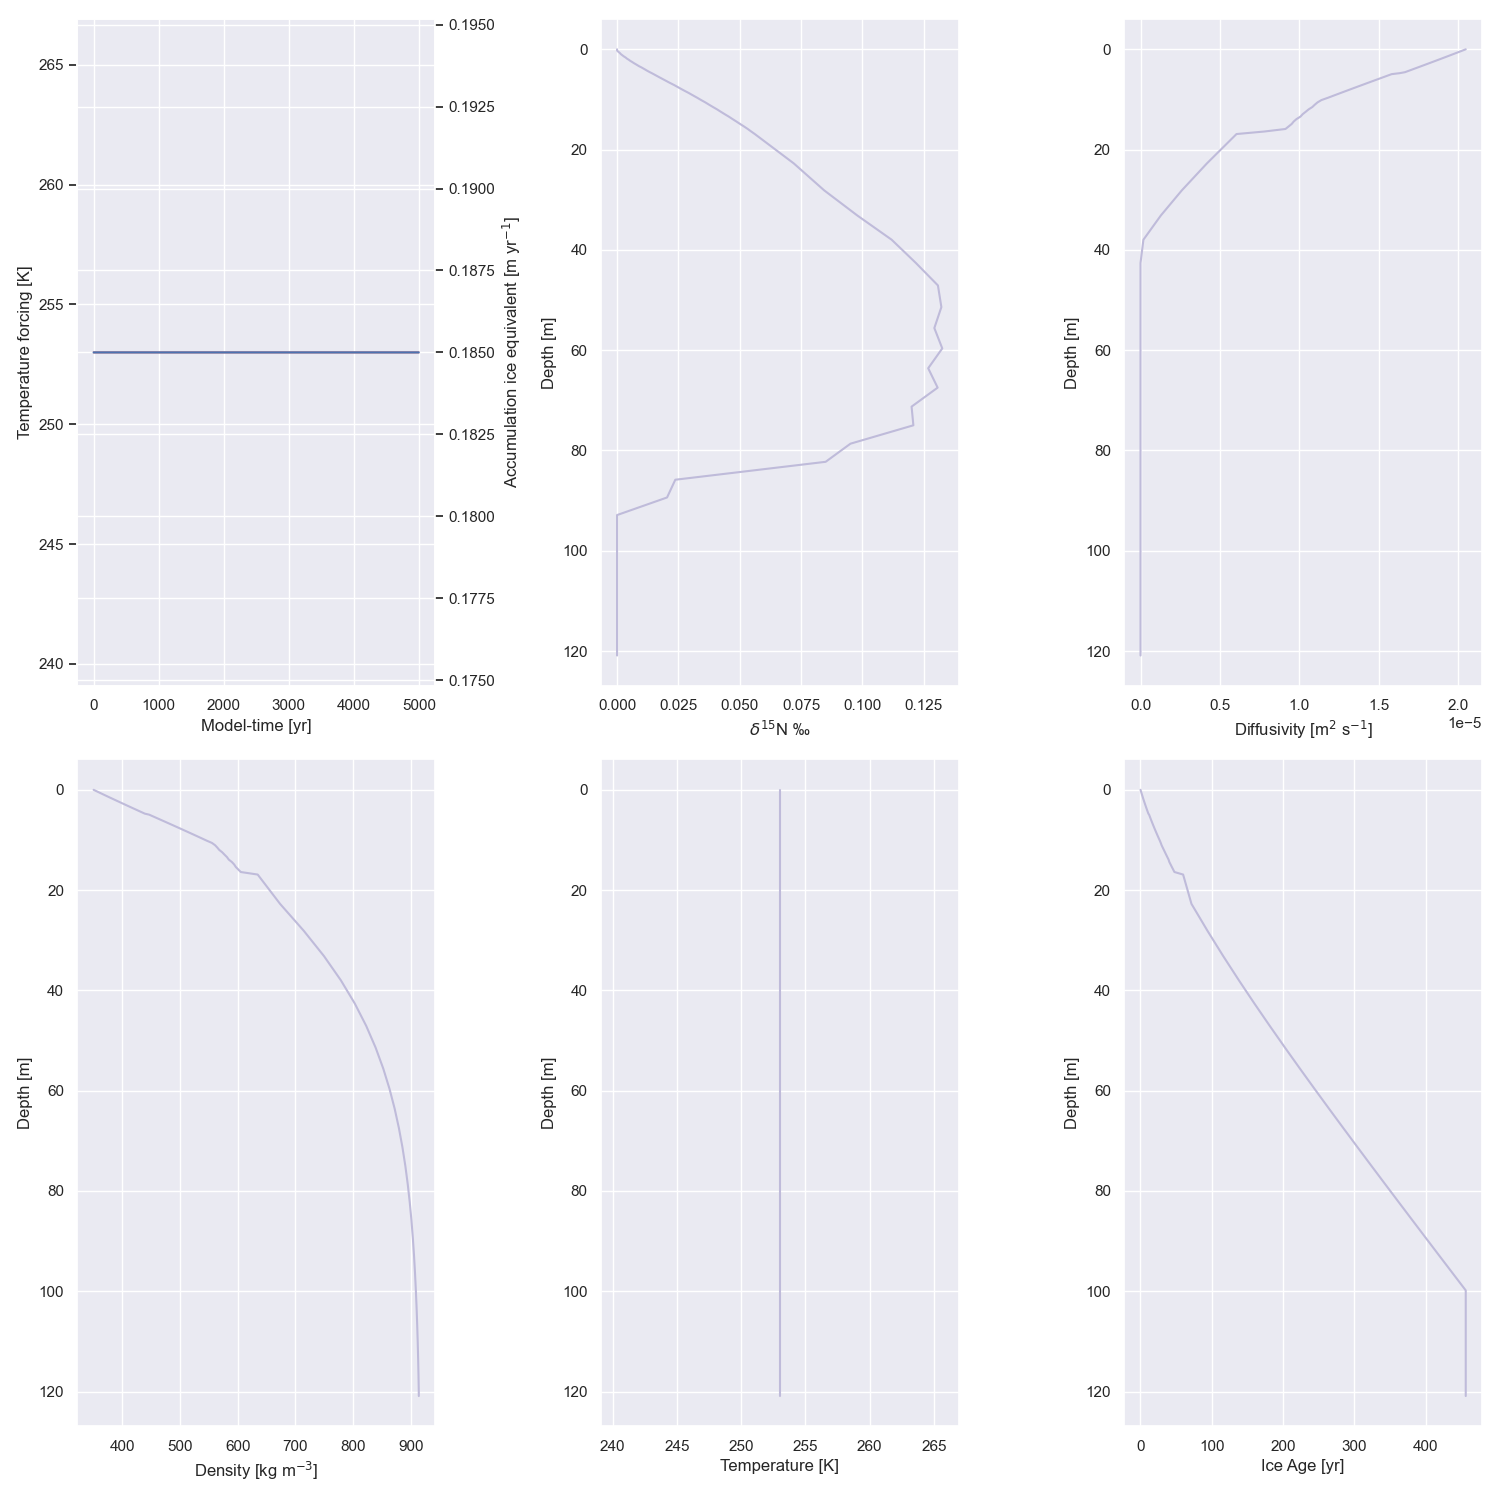 265
260
255
250
245
240
Temperature forcing [K]
0 1000 2000 3000 4000 5000
Model-time [yr]
0.1950
0.1925
0.1900
0.1875
0.1850
0.1825
0.1800
0.1775
0.1750
Accumulation ice equivalent [m yr⁻¹]
0
20
40
60
80
100
120
Depth [m]
0.000 0.025 0.050 0.075 0.100 0.125
δ¹⁵N ‰
0
20
40
60
80
100
120
Depth [m]
0.0 0.5 1.0 1.5 2.0
1e−5
Diffusivity [m² s⁻¹]
0
20
40
60
80
100
120
Depth [m]
400 500 600 700 800 900
Density [kg m⁻³]
0
20
40
60
80
100
120
Depth [m]
240 245 250 255 260 265
Temperature [K]
0
20
40
60
80
100
120
Depth [m]
0 100 200 300 400
Ice Age [yr]